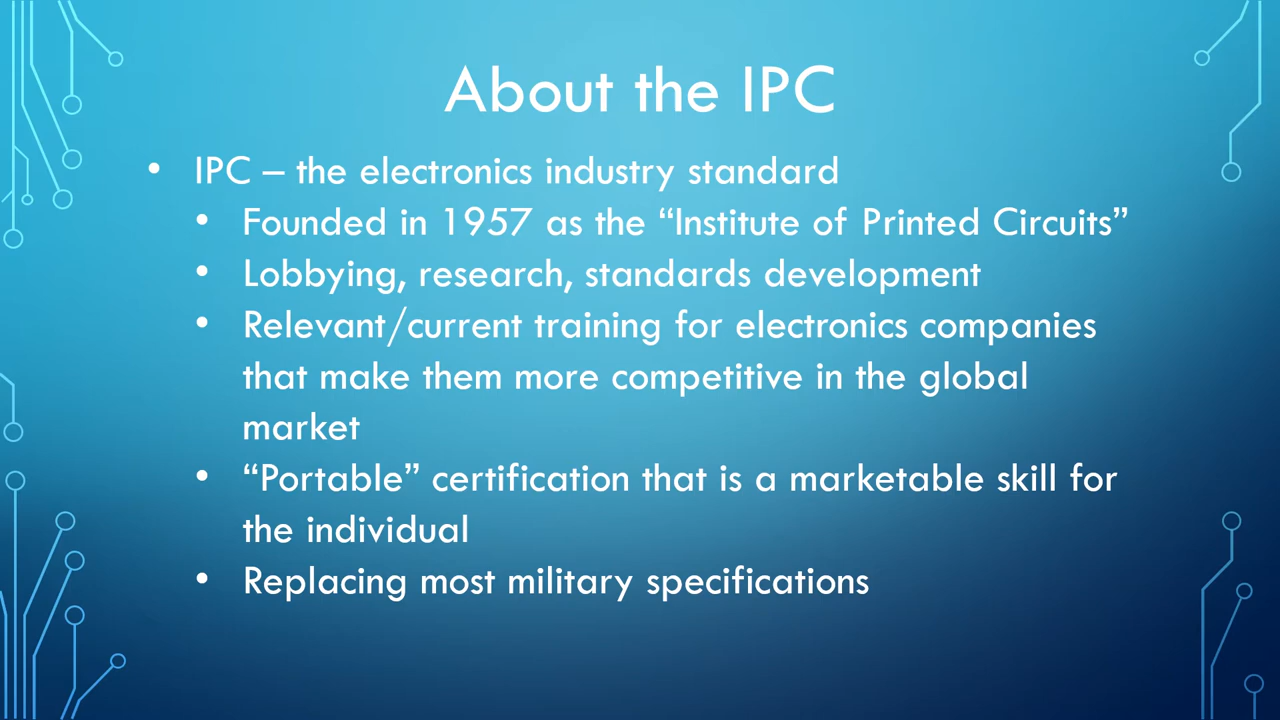 About the IPC
• IPC – the electronics industry standard
• Founded in 1957 as the “Institute of Printed Circuits”
• Lobbying, research, standards development
• Relevant/current training for electronics companies
that make them more competitive in the global
market
• “Portable” certification that is a marketable skill for
the individual
• Replacing most military specifications